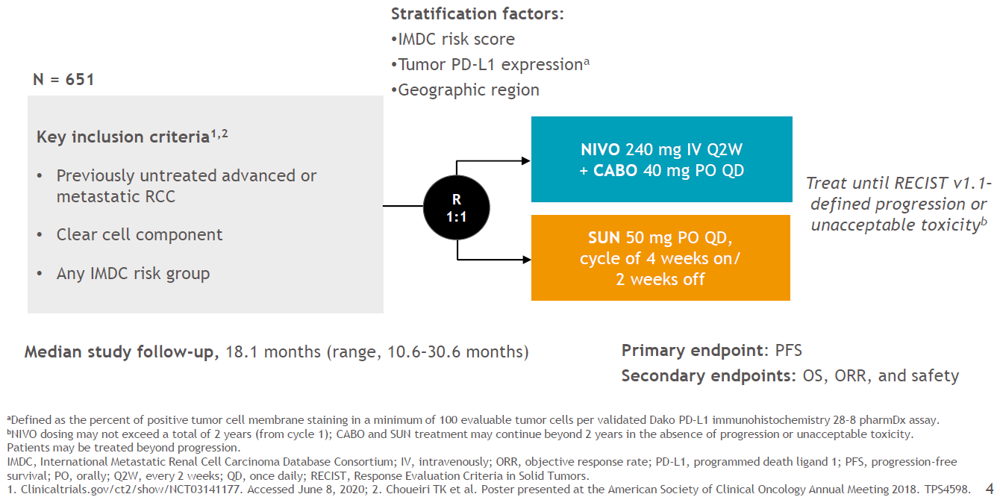 Stratification factors:
•IMDC risk score
•Tumor PD-L1 expressionᵃ
•Geographic region
N = 651
Key inclusion criteria¹,²
• Previously untreated advanced or
metastatic RCC
• Clear cell component
• Any IMDC risk group
R
1:1
NIVO 240 mg IV Q2W
+ CABO 40 mg PO QD
SUN 50 mg PO QD,
cycle of 4 weeks on/
2 weeks off
Treat until RECIST v1.1-
defined progression or
unacceptable toxicityᵇ
Median study follow-up, 18.1 months (range, 10.6–30.6 months)
Primary endpoint: PFS
Secondary endpoints: OS, ORR, and safety
ᵃDefined as the percent of positive tumor cell membrane staining in a minimum of 100 evaluable tumor cells per validated Dako PD-L1 immunohistochemistry 28-8 pharmDx assay.
ᵇNIVO dosing may not exceed a total of 2 years (from cycle 1); CABO and SUN treatment may continue beyond 2 years in the absence of progression or unacceptable toxicity.
Patients may be treated beyond progression.
IMDC, International Metastatic Renal Cell Carcinoma Database Consortium; IV, intravenously; ORR, objective response rate; PD-L1, programmed death ligand 1; PFS, progression-free
survival; PO, orally; Q2W, every 2 weeks; QD, once daily; RECIST, Response Evaluation Criteria in Solid Tumors.
1. Clinicaltrials.gov/ct2/show/NCT03141177. Accessed June 8, 2020; 2. Choueiri TK et al. Poster presented at the American Society of Clinical Oncology Annual Meeting 2018. TPS4598.
4